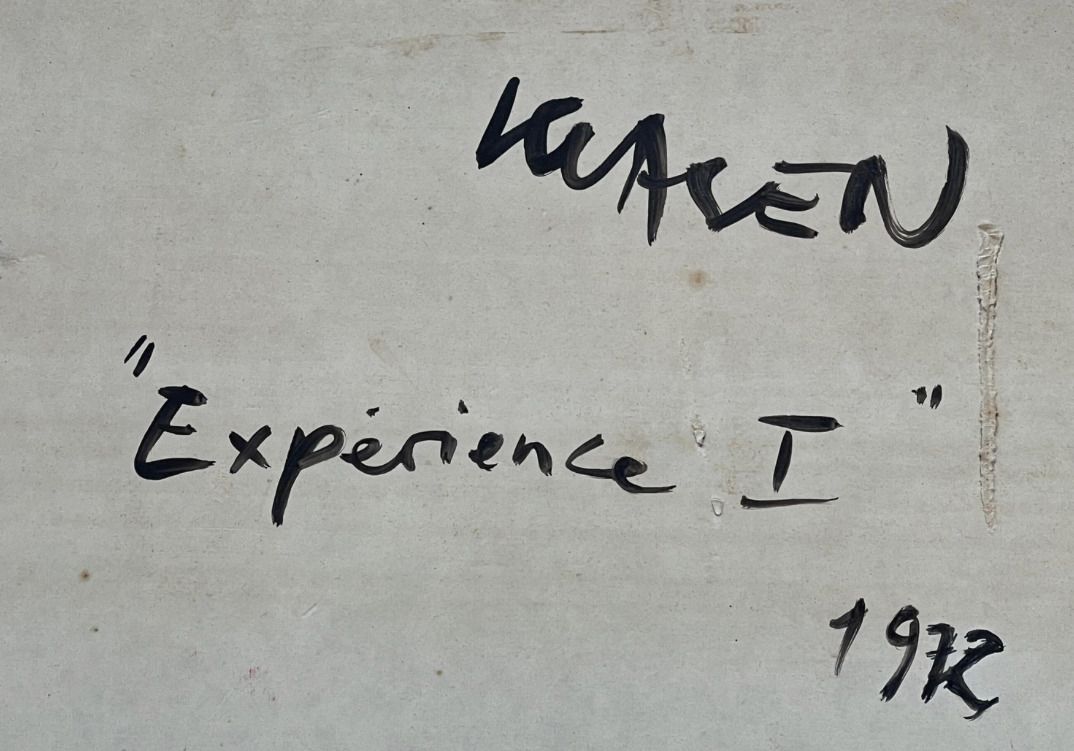 KLASEN
"Expérience I"
1972